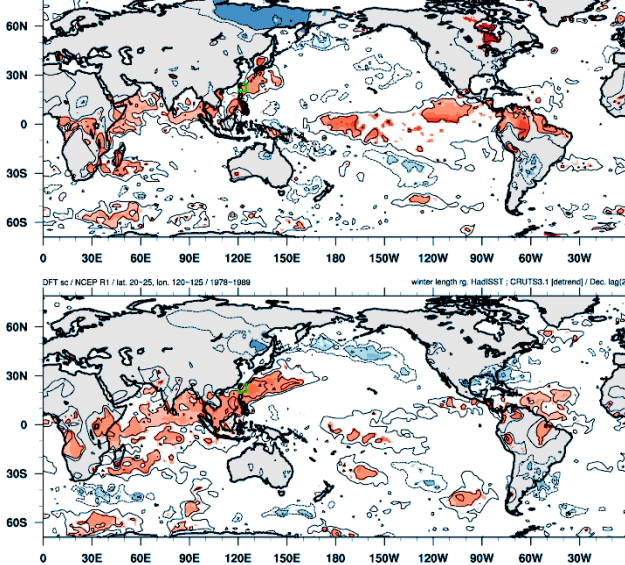 60N
30N
0
30S
60S
0 30E 60E 90E 120E 150E 180 150W 120W 90W 60W 30W
DFT sc / NCEP R1 / lat. 20~25, lon. 120~125 / 1978~1989 winter length rg. HadISST ; CRUTS3.1 [detrend] / Dec. lag(2
60N
30N
0
30S
60S
0 30E 60E 90E 120E 150E 180 150W 120W 90W 60W 30W